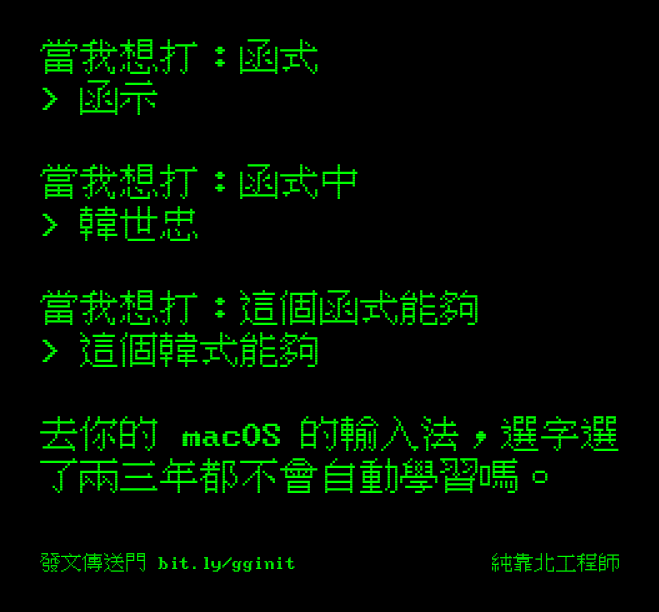 當我想打：函式
> 函示
當我想打：函式中
> 韓世忠
當我想打：這個函式能夠
> 這個韓式能夠
去你的 macOS 的輸入法，選字選
了兩三年都不會自動學習嗎。
發文傳送門 bit.ly/gginit
純靠北工程師